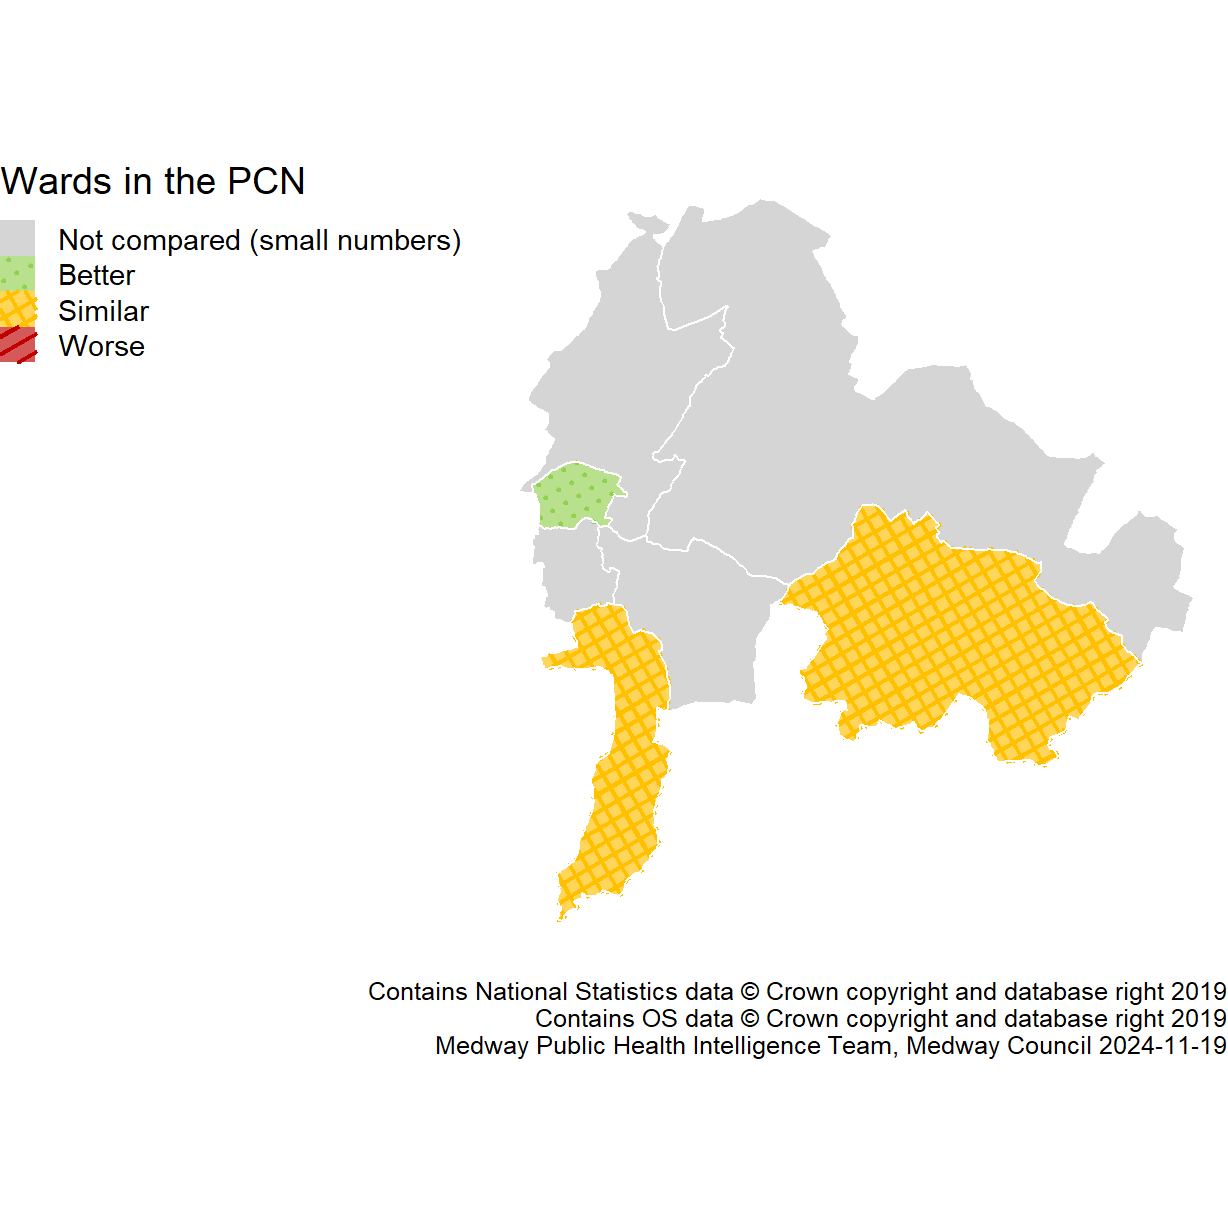 Wards in the PCN
Not compared (small numbers)
Better
Similar
Worse
Contains National Statistics data © Crown copyright and database right 2019
Contains OS data © Crown copyright and database right 2019
Medway Public Health Intelligence Team, Medway Council 2024-11-19